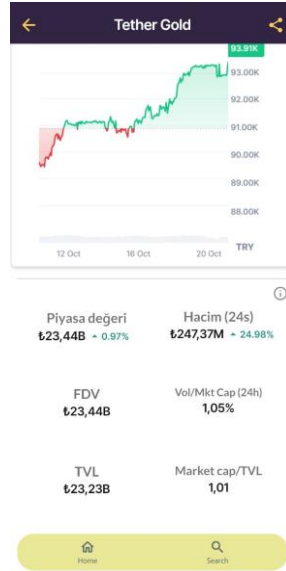 Tether Gold
93.91K
93.00K
92.00K
91.00K
90.00K
89.00K
88.00K
12 Oct 16 Oct 20 Oct TRY
Piyasa değeri Hacim (24s)
₺23,44B 0.97% ₺247,37M 24.98%
FDV Vol/Mkt Cap (24h)
₺23,44B 1,05%
TVL Market cap/TVL
₺23,23B 1,01
Home Search